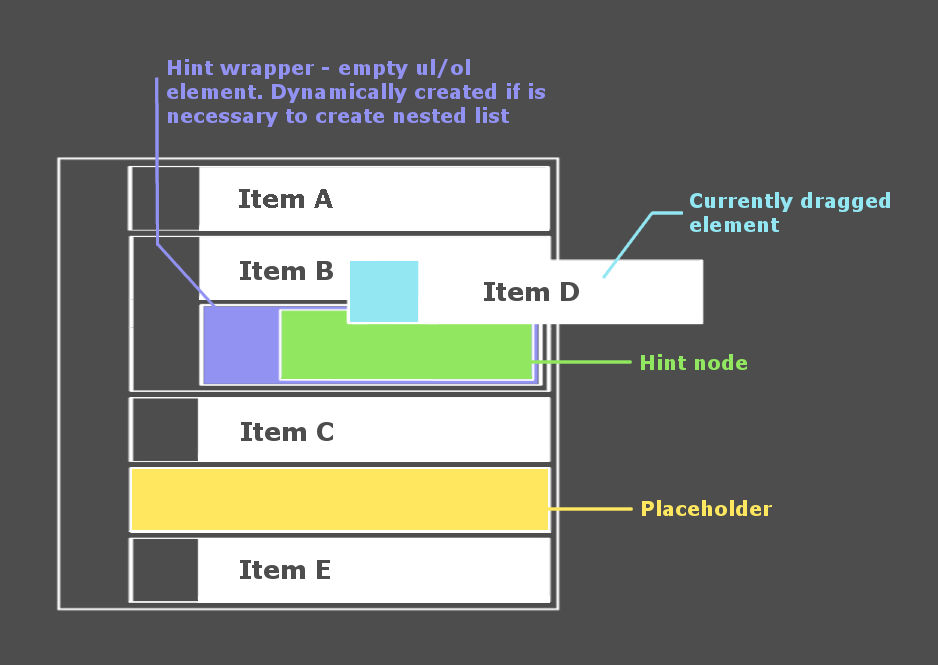 Hint wrapper - empty ul/ol
element. Dynamically created if is
necessary to create nested list
Item A
Currently dragged
element
Item B
Item D
Hint node
Item C
Placeholder
Item E